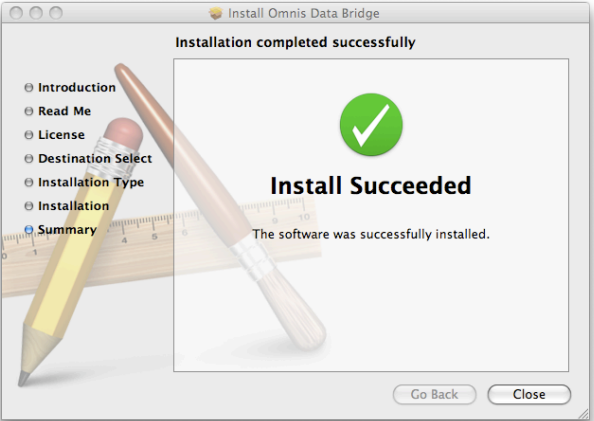 Install Omnis Data Bridge
Installation completed successfully
Introduction
Read Me
License
Destination Select
Installation Type
Installation
Summary
Install Succeeded
The software was successfully installed.
Go Back
Close